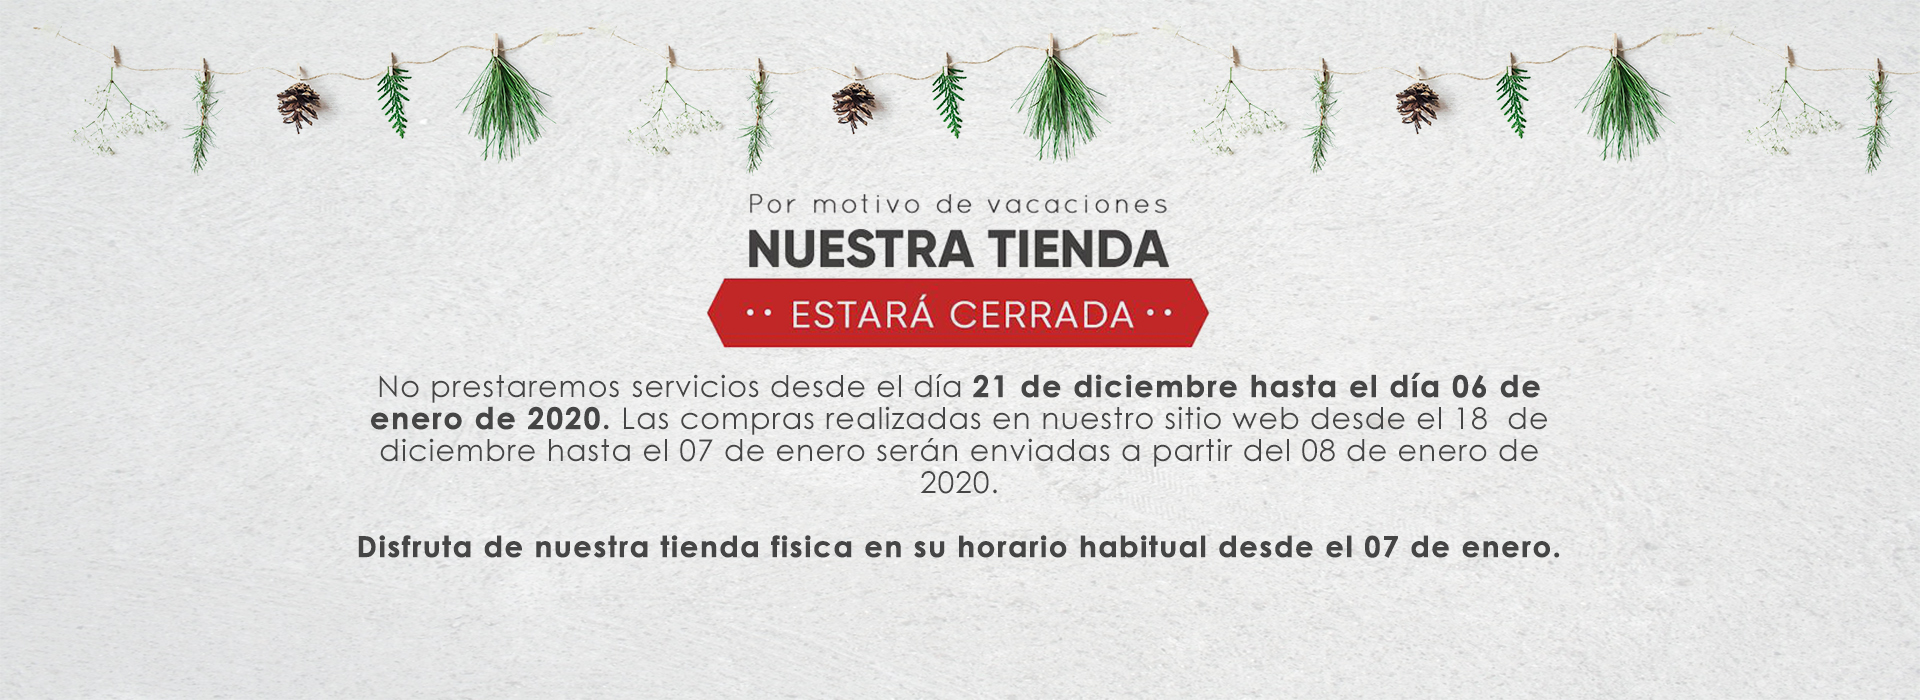 Por motivo de vacaciones
NUESTRA TIENDA
·· ESTARÁ CERRADA ··
No prestaremos servicios desde el día 21 de diciembre hasta el día 06 de
enero de 2020. Las compras realizadas en nuestro sitio web desde el 18 de
diciembre hasta el 07 de enero serán enviadas a partir del 08 de enero de
2020.
Disfruta de nuestra tienda fisica en su horario habitual desde el 07 de enero.